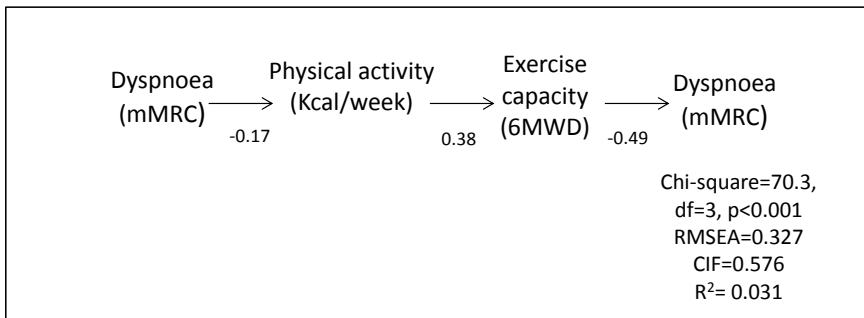 Dyspnoea
(mMRC)
-0.17
Physical activity
(Kcal/week)
0.38
Exercise
capacity
(6MWD)
-0.49
Dyspnoea
(mMRC)
Chi-square=70.3,
df=3, p<0.001
RMSEA=0.327
CIF=0.576
R²= 0.031